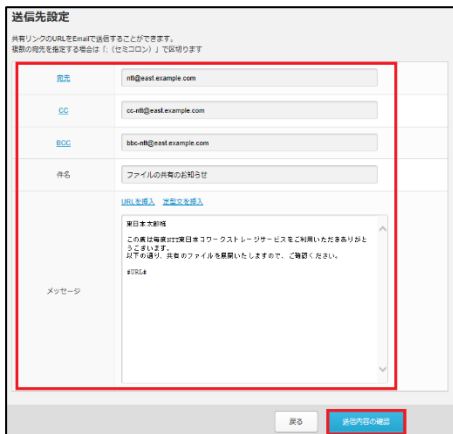 送信先設定
共有リンクのURLをEmailで送信することができます。
複数の宛先を指定する場合は「;（セミコロン）」で区切ります
宛先
ntt@east.example.com
CC
cc-ntt@east.example.com
BCC
bbc-ntt@east.example.com
件名
ファイルの共有のお知らせ
URLを挿入 定型文を挿入
メッセージ
東日本太郎様
この度は毎度NTT東日本コワークストレージサービスをご利用いただきありがと
うございます。
以下の通り、共有のファイルを展開いたしますので、ご確認ください。
#URL#
戻る 送信内容の確認